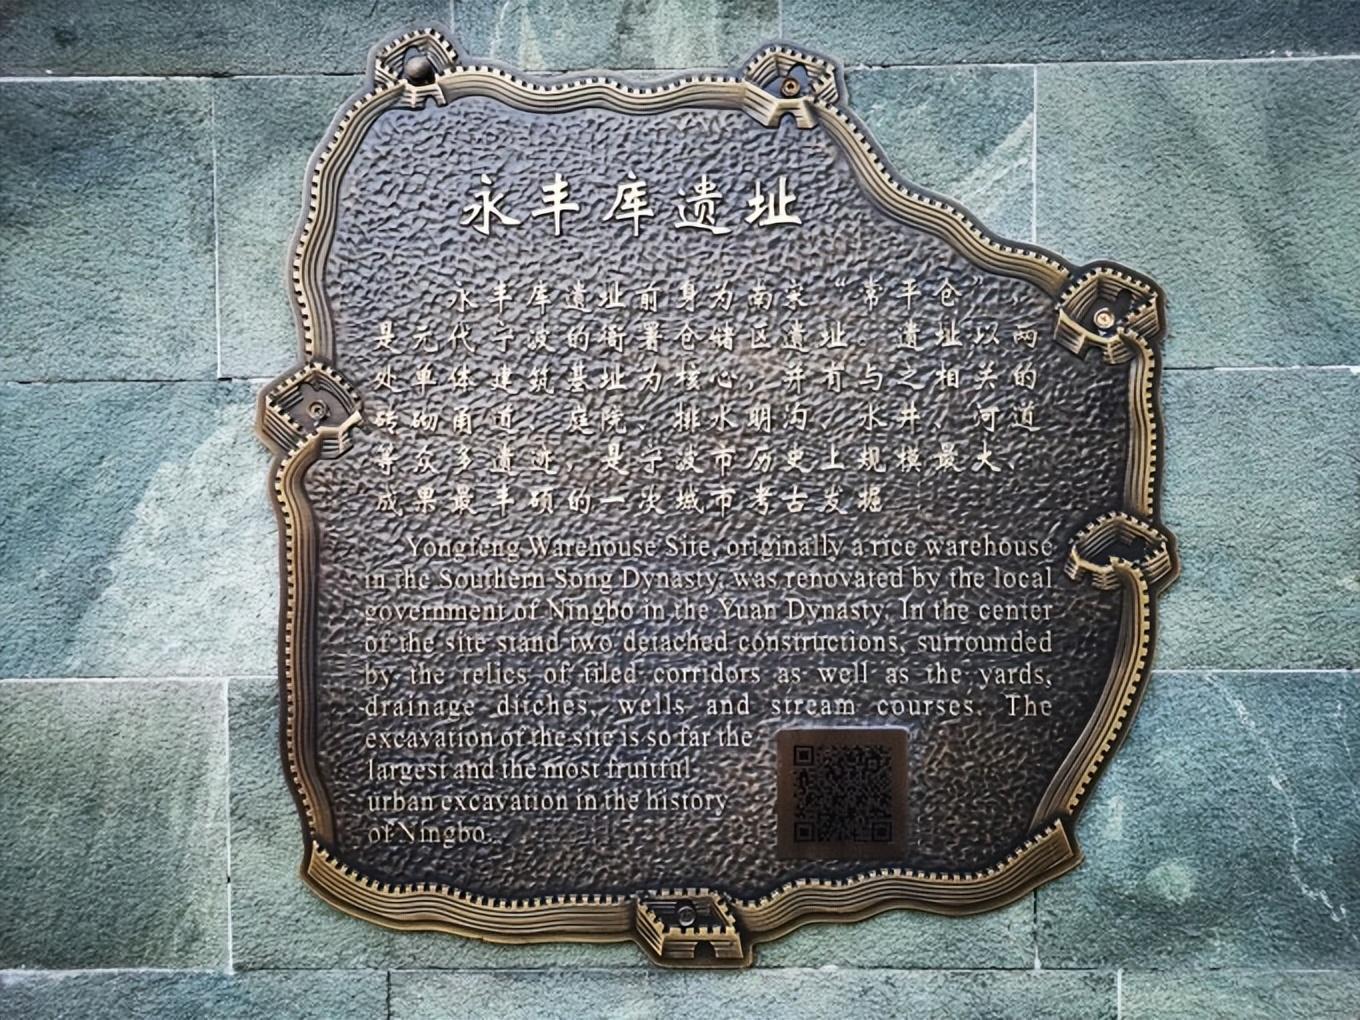 永丰库遗址
永丰库遗址前身为南宋“常平仓”，
是元代宁波的衙署仓储区遗址。遗址以两
处单体建筑基址为核心，并有与之相关的
砖砌甬道、庭院、排水明沟、水井、河道
等众多遗迹，是宁波市历史上规模最大、
成果最丰硕的一次城市考古发掘
Yongfeng Warehouse Site, originally a rice warehouse
in the Southern Song Dynasty, was renovated by the local
government of Ningbo in the Yuan Dynasty. In the center
of the site stand two detached constructions, surrounded
by the relics of tiled corridors as well as the yards,
drainage ditches, wells and stream courses. The
excavation of the site is so far the
largest and the most fruitful
urban excavation in the history
of Ningbo.